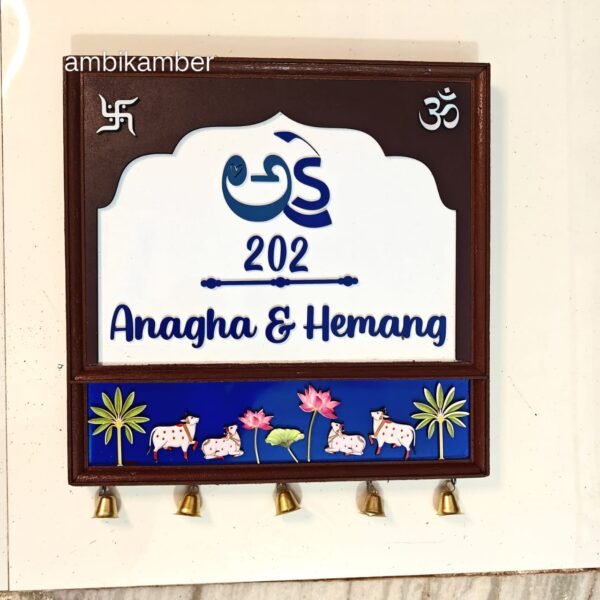 ambikamber
ॐ
202
Anagha & Hemang